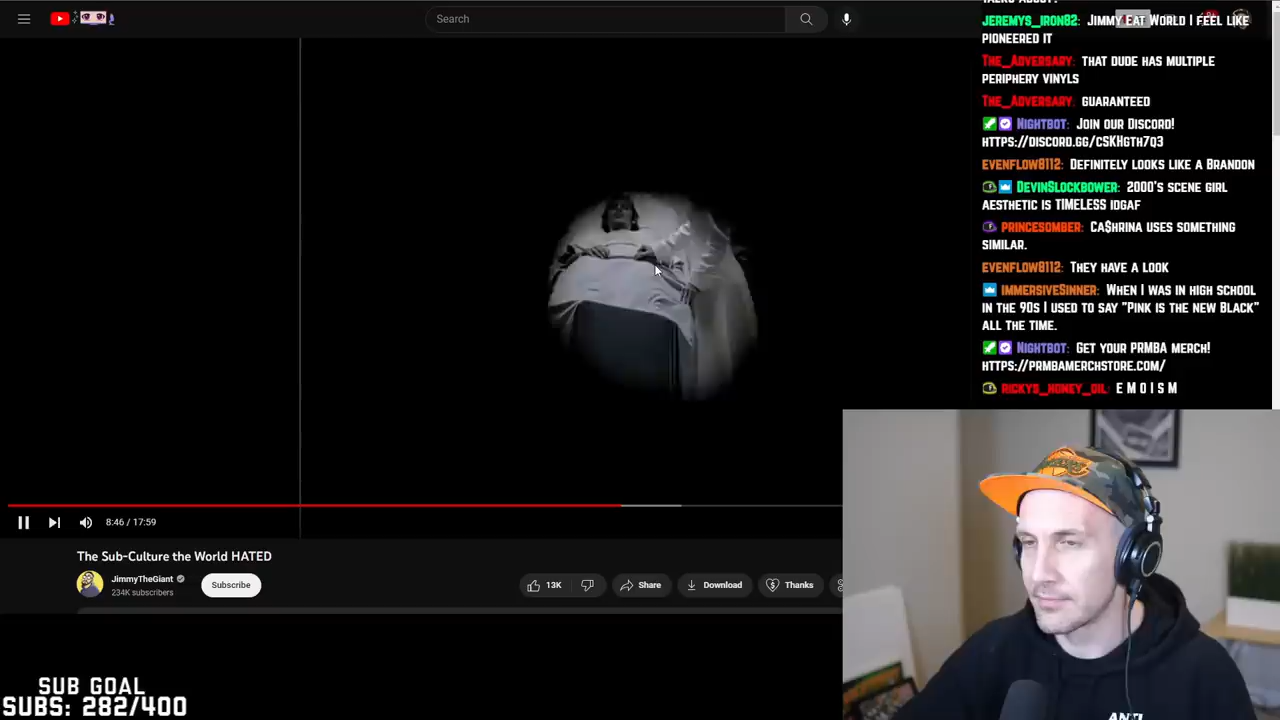 Search
JEREMYS_IRON82: JIMMY EAT WORLD I FEEL LIKE
PIONEERED IT
THE_ADVERSARY: THAT DUDE HAS MULTIPLE
PERIPHERY VINYLS
THE_ADVERSARY: GUARANTEED
NIGHTBOT: JOIN OUR DISCORD!
HTTPS://DISCORD.GG/CSKHGTH7Q3
EVENFLOW8112: DEFINITELY LOOKS LIKE A BRANDON
DEVINSLOCKBOWER: 2000'S SCENE GIRL
AESTHETIC IS TIMELESS IDGAF
PRINCESOMBER: CA$HRINA USES SOMETHING
SIMILAR.
EVENFLOW8112: THEY HAVE A LOOK
IMMERSIVESINNER: WHEN I WAS IN HIGH SCHOOL
IN THE 90S I USED TO SAY "PINK IS THE NEW BLACK"
ALL THE TIME.
NIGHTBOT: GET YOUR PRMBA MERCH!
HTTPS://PRMBAMERCHSTORE.COM/
RICKYS_HONEY_OIL: E M O I S M
8:46 / 17:59
The Sub-Culture the World HATED
JimmyTheGiant
234K subscribers
Subscribe
13K
Share
Download
Thanks
SUB GOAL
SUBS: 282/400